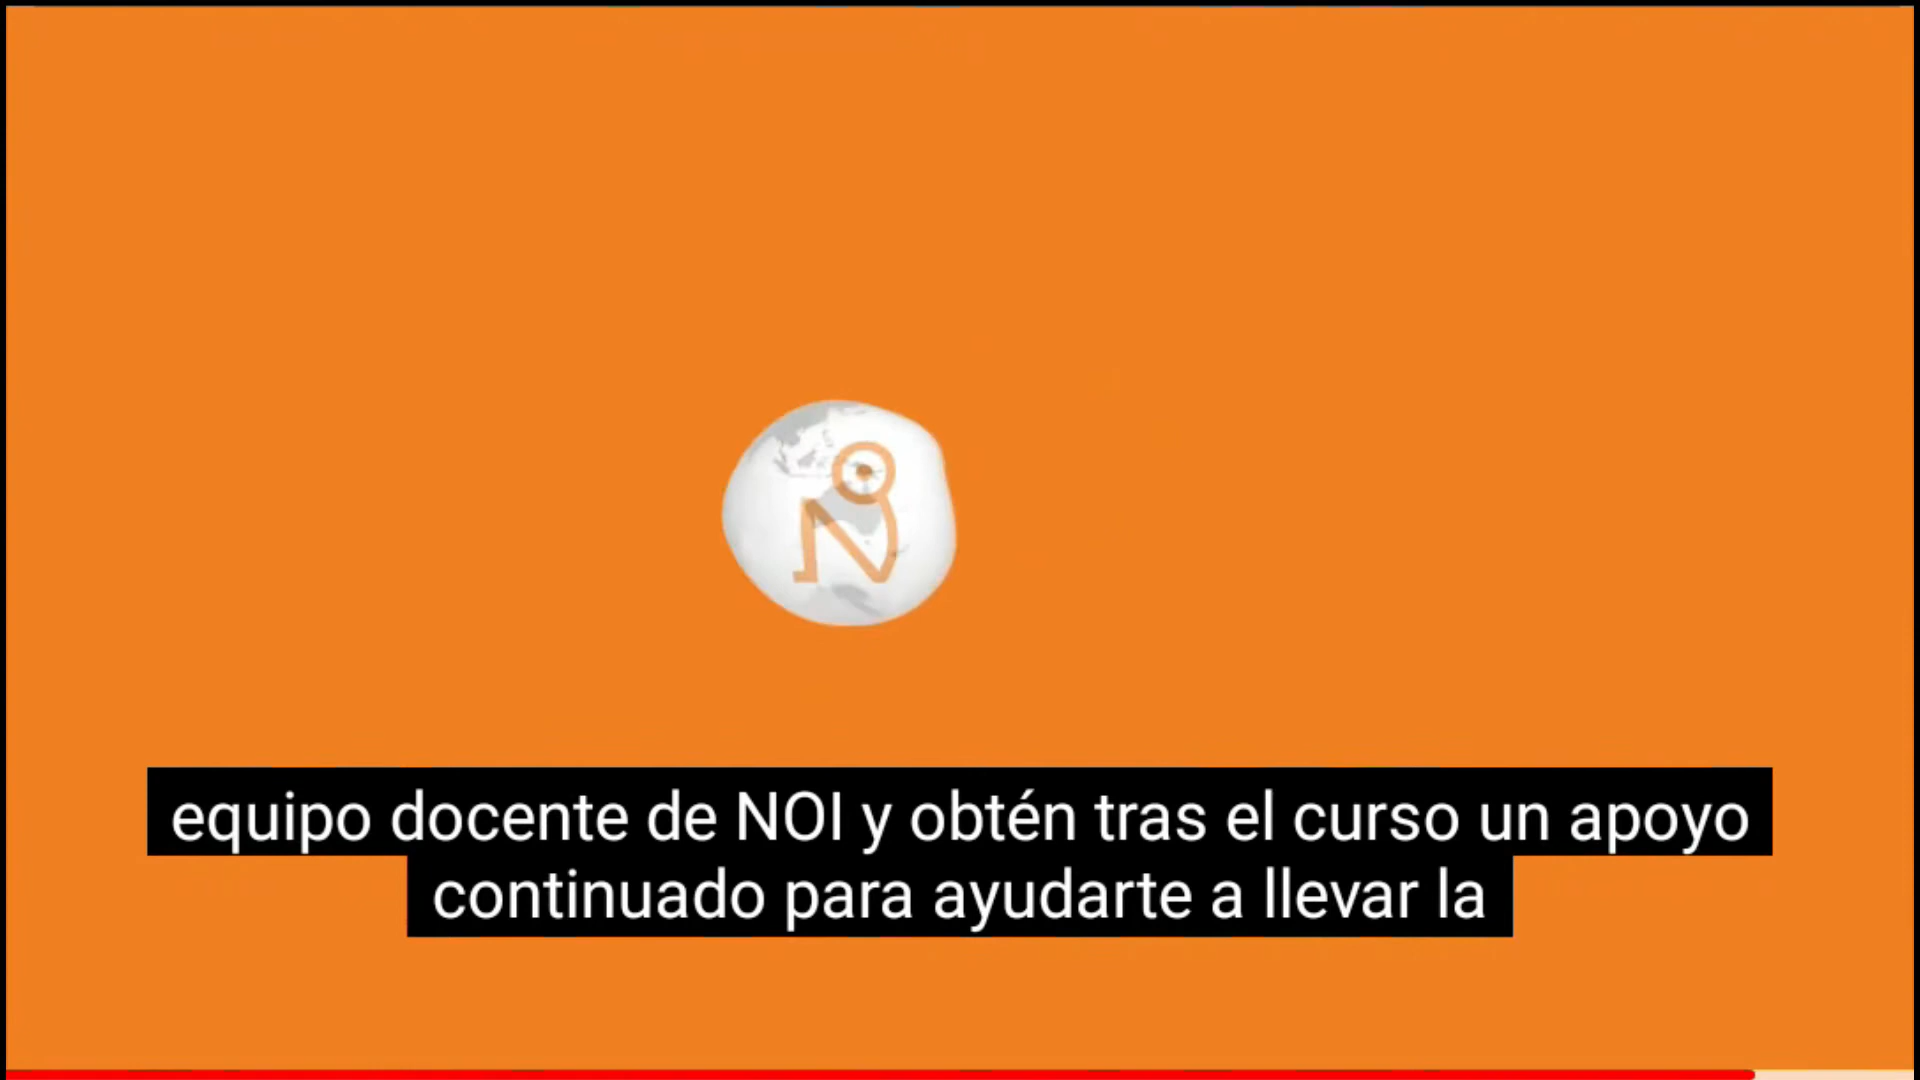 equipo docente de NOI y obtén tras el curso un apoyo
continuado para ayudarte a llevar la